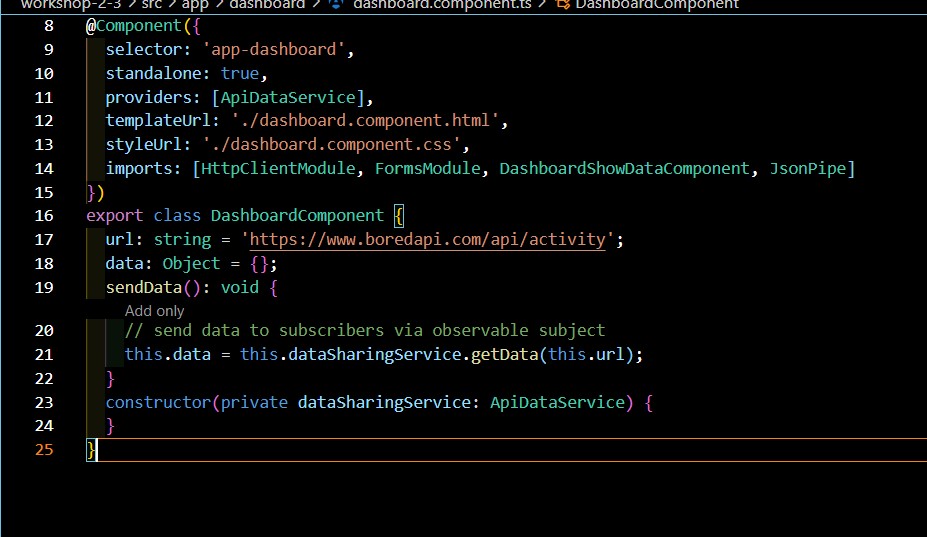 workshop-2-3 > src > app > dashboard > dashboard.component.ts > DashboardComponent
8 @Component({
9 selector: 'app-dashboard',
10 standalone: true,
11 providers: [ApiDataService],
12 templateUrl: './dashboard.component.html',
13 styleUrl: './dashboard.component.css',
14 imports: [HttpClientModule, FormsModule, DashboardShowDataComponent, JsonPipe]
15 })
16 export class DashboardComponent {
17 url: string = 'https://www.boredapi.com/api/activity';
18 data: Object = {};
19 sendData(): void {
Add only
20 // send data to subscribers via observable subject
21 this.data = this.dataSharingService.getData(this.url);
22 }
23 constructor(private dataSharingService: ApiDataService) {
24 }
25 }